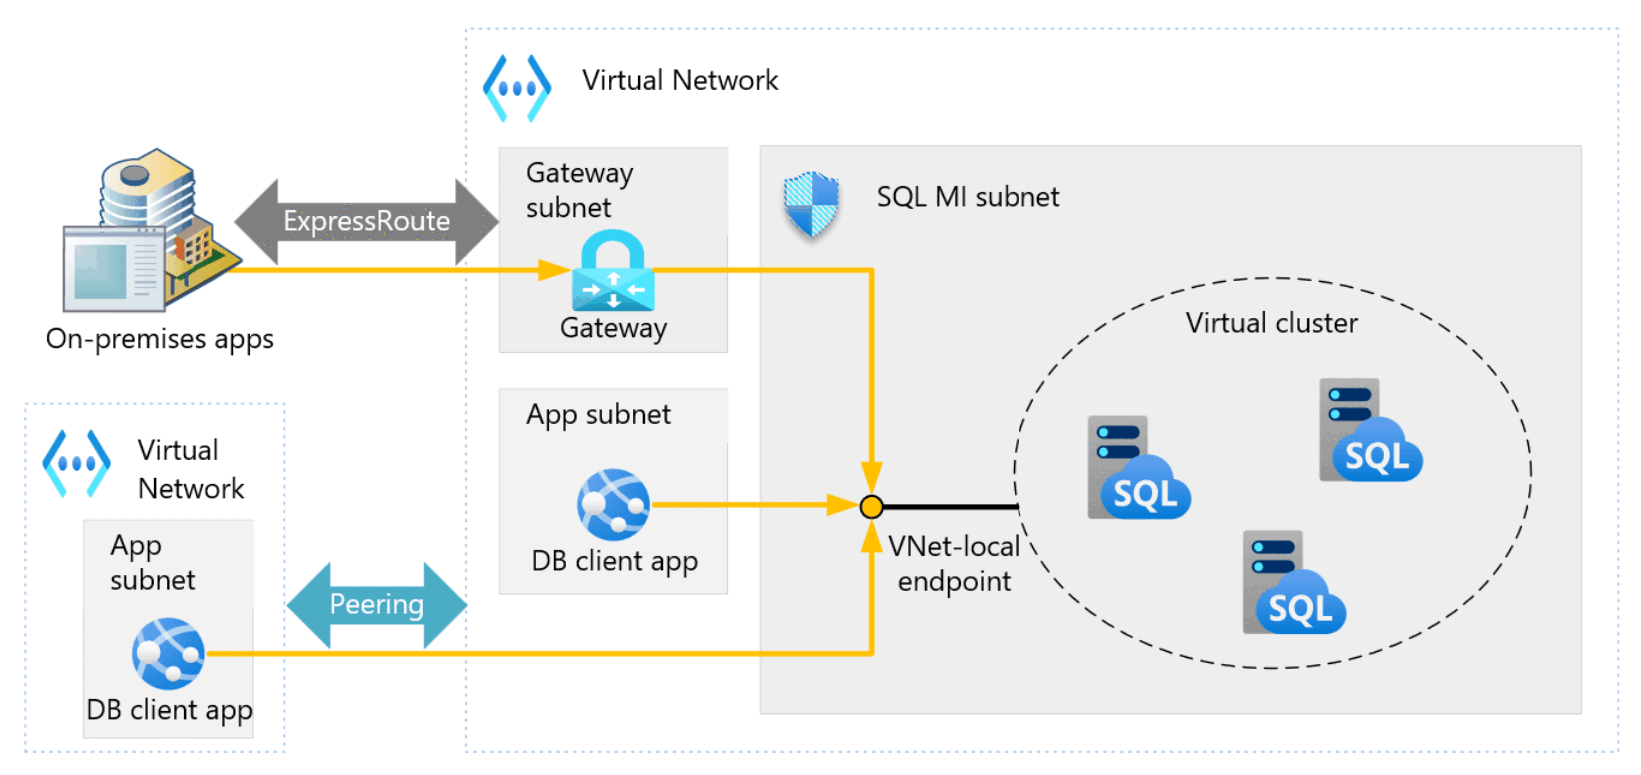 Virtual Network
Gateway
subnet
SQL MI subnet
ExpressRoute
Gateway
On-premises apps
Virtual cluster
App subnet
SQL
SQL
SQL
DB client app
VNet-local
endpoint
Virtual
Network
App
subnet
Peering
DB client app